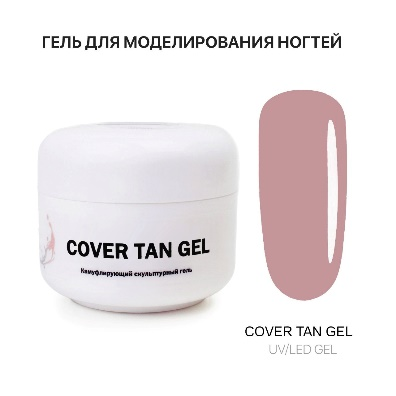 ГЕЛЬ ДЛЯ МОДЕЛИРОВАНИЯ НОГТЕЙ
COVER TAN GEL
Камуфлирующий скульптурный гель
COVER TAN GEL
UV/LED GEL